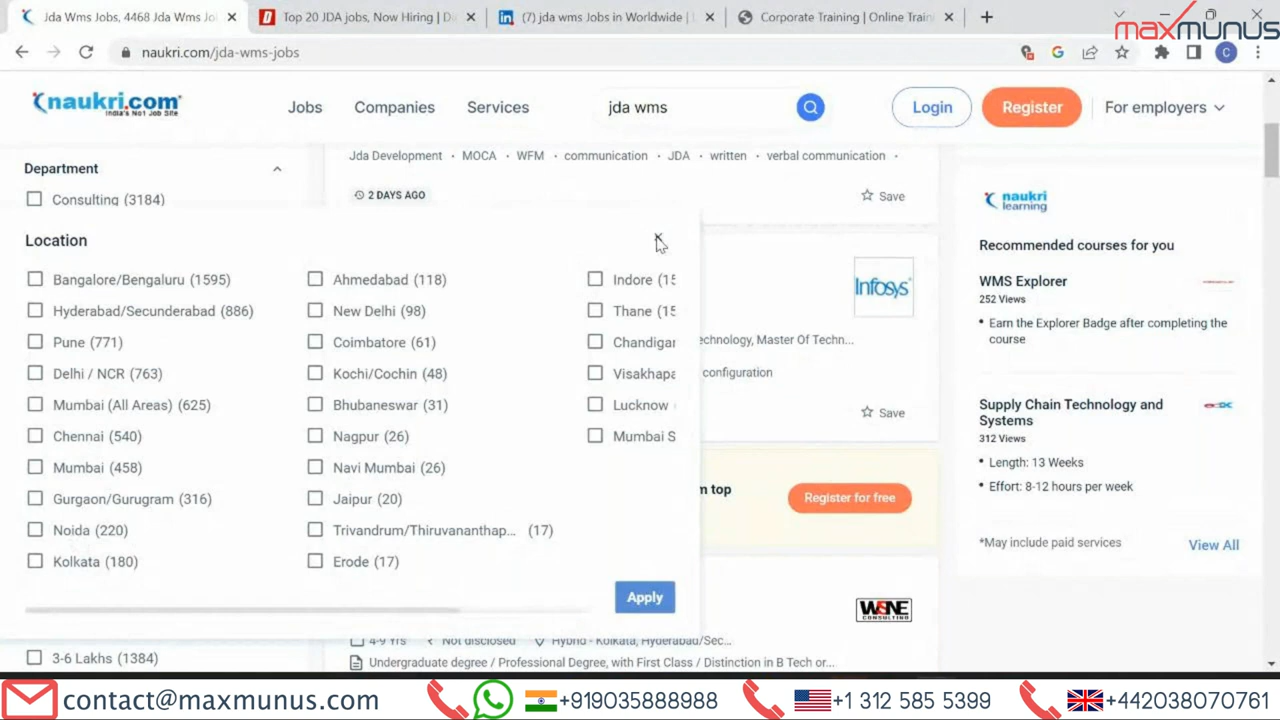 Jda Wms Jobs, 4468 Jda Wms Jo
Top 20 JDA jobs, Now Hiring | D
(7) jda wms Jobs in Worldwide |
Corporate Training | Online Train
maxmunus
naukri.com/jda-wms-jobs
C
naukri.com
India's No1 Job Site
Jobs
Companies
Services
jda wms
Login
Register
For employers
Department
Consulting (3184)
Jda Development • MOCA • WFM • communication • JDA • written • verbal communication •
2 DAYS AGO
Save
Location
Bangalore/Bengaluru (1595)
Hyderabad/Secunderabad (886)
Pune (771)
Delhi / NCR (763)
Mumbai (All Areas) (625)
Chennai (540)
Mumbai (458)
Gurgaon/Gurugram (316)
Noida (220)
Kolkata (180)
Ahmedabad (118)
New Delhi (98)
Coimbatore (61)
Kochi/Cochin (48)
Bhubaneswar (31)
Nagpur (26)
Navi Mumbai (26)
Jaipur (20)
Trivandrum/Thiruvananthap... (17)
Erode (17)
Indore (15
Thane (15
Chandigar
Visakhapa
Lucknow
Mumbai S
Apply
Infosys
echnology, Master Of Techn...
configuration
Save
m top
Register for free
WSNE
CONSULTING
4-9 Yrs
Not disclosed
Hybrid - Kolkata, Hyderabad/Sec...
Undergraduate degree / Professional Degree, with First Class / Distinction in B Tech or...
3-6 Lakhs (1384)
naukri
learning
Recommended courses for you
WMS Explorer
252 Views
• Earn the Explorer Badge after completing the
course
Supply Chain Technology and
Systems
312 Views
• Length: 13 Weeks
• Effort: 8-12 hours per week
*May include paid services
View All
contact@maxmunus.com
+919035888988
+1 312 585 5399
+442038070761